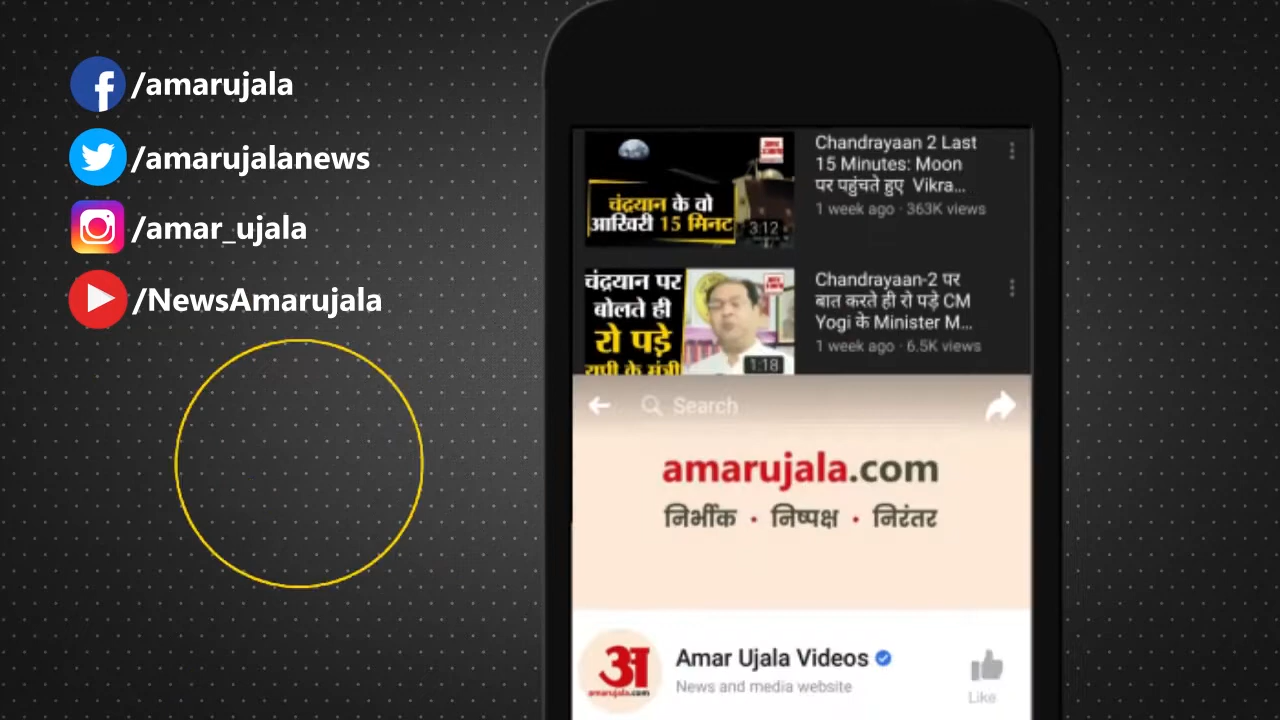 /amarujala
/amarujalanews
/amar_ujala
/NewsAmarujala
चंद्रयान के वो
आखिरी 15 मिनट
3:12
Chandrayaan 2 Last
15 Minutes: Moon
पर पहुंचते हुए Vikra...
1 week ago · 363K views
चंद्रयान पर
बोलते ही
रो पड़े
यूपी के मंत्री
1:18
Chandrayaan-2 पर
बात करते ही रो पड़े CM
Yogi के Minister M...
1 week ago · 6.5K views
Search
amarujala.com
निर्भीक • निष्पक्ष • निरंतर
अ
amarujala.com
Amar Ujala Videos
News and media website
Like